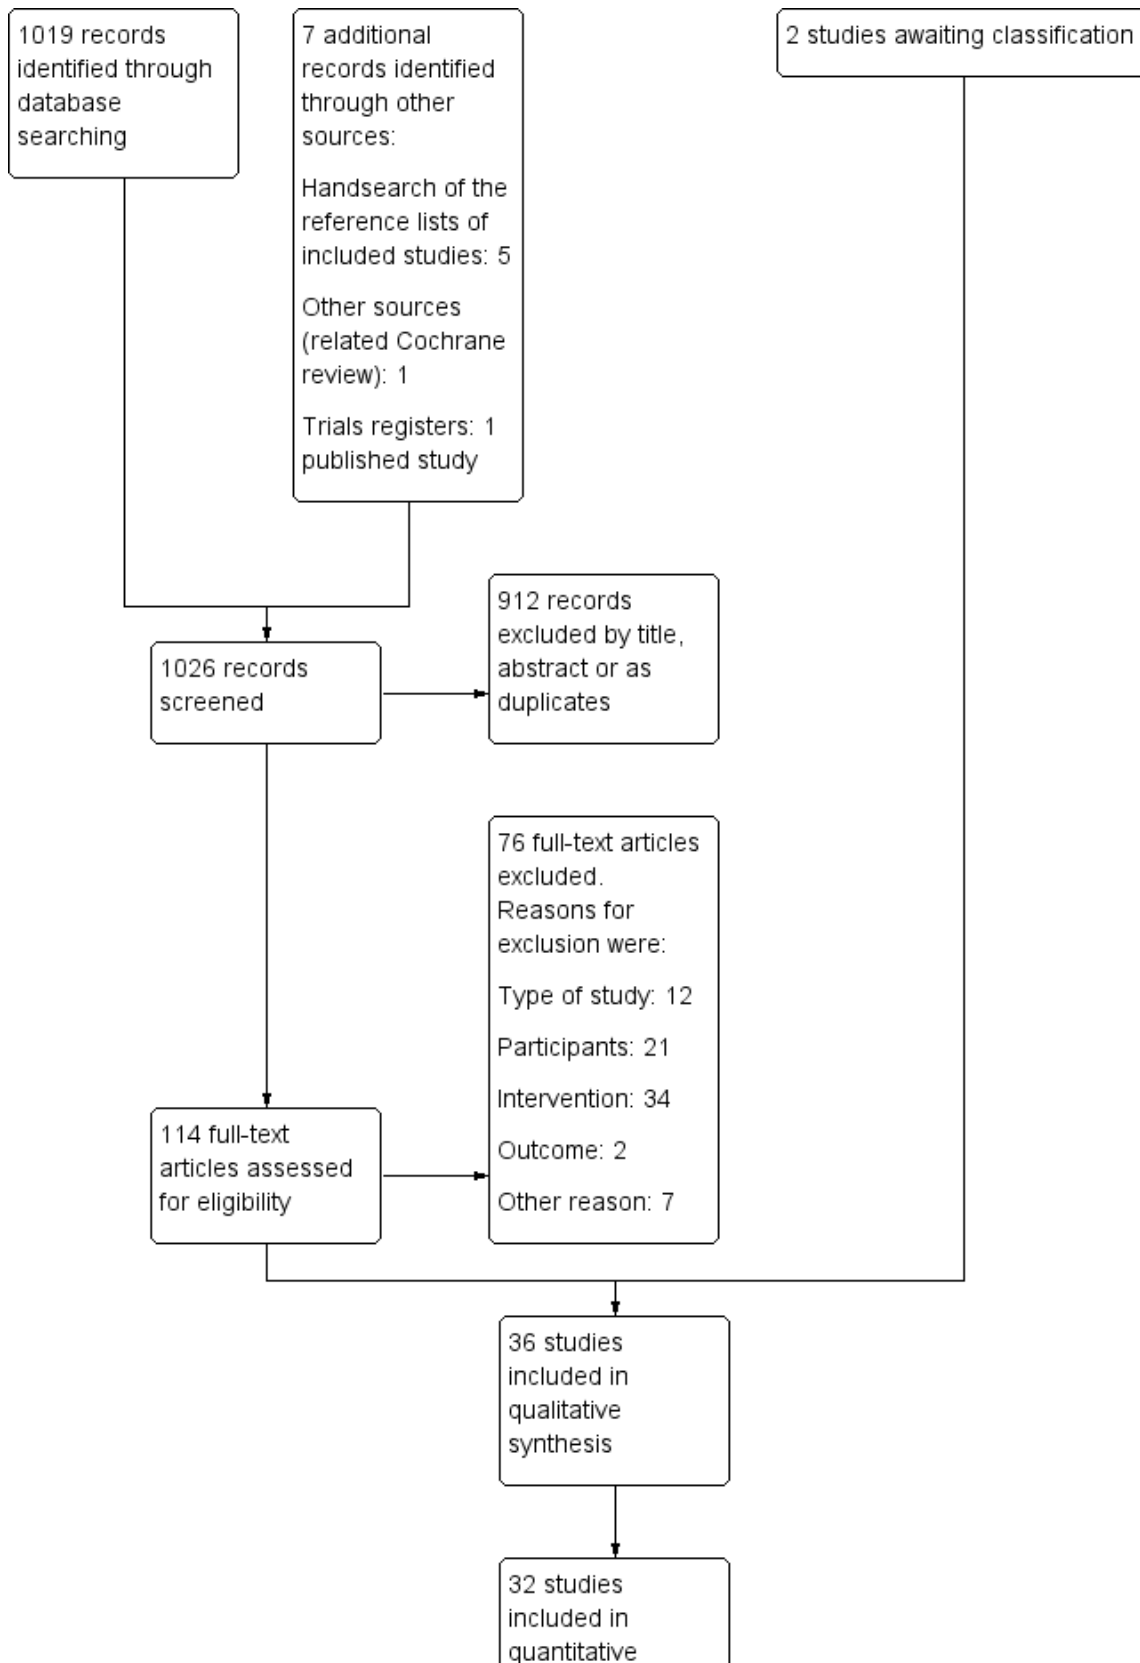 1019 records
identified through
database
searching
7 additional
records identified
through other
sources:
Handsearch of the
reference lists of
included studies: 5
Other sources
(related Cochrane
review): 1
Trials registers: 1
published study
2 studies awaiting classification
1026 records
screened
912 records
excluded by title,
abstract or as
duplicates
76 full-text articles
excluded.
Reasons for
exclusion were:
Type of study: 12
Participants: 21
Intervention: 34
Outcome: 2
Other reason: 7
114 full-text
articles assessed
for eligibility
36 studies
included in
qualitative
synthesis
32 studies
included in
quantitative